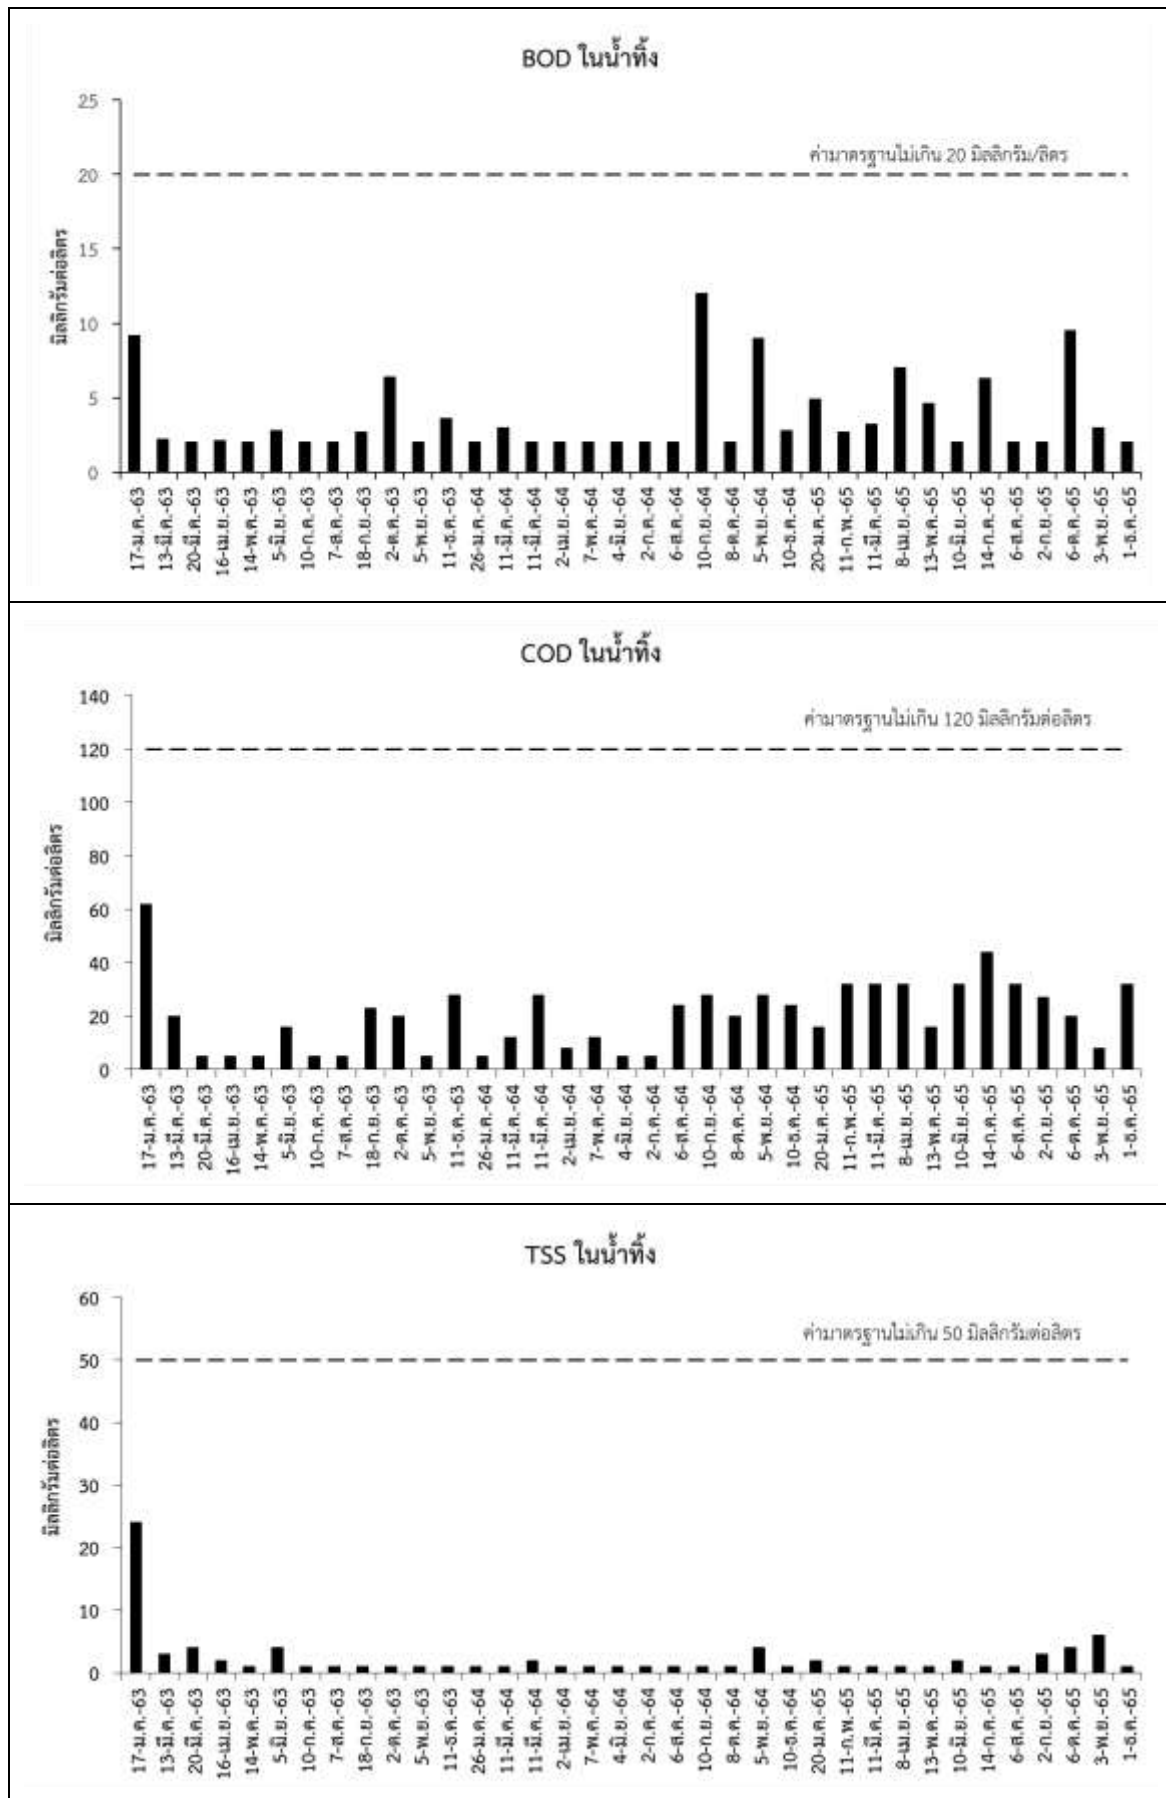 BOD ในน้ำทิ้ง
25
ค่ามาตรฐานไม่เกิน 20 มิลลิกรัม/ลิตร
20
15
10
5
0
มิลลิกรัมต่อลิตร
17-ม.ค.-63
13-มี.ค.-63
20-มี.ค.-63
16-เม.ย.-63
14-พ.ค.-63
5-มิ.ย.-63
10-ก.ค.-63
7-ส.ค.-63
18-ก.ย.-63
2-ต.ค.-63
5-พ.ย.-63
11-ธ.ค.-63
26-ม.ค.-64
11-มี.ค.-64
11-มี.ค.-64
2-เม.ย.-64
7-พ.ค.-64
4-มิ.ย.-64
2-ก.ค.-64
6-ส.ค.-64
10-ก.ย.-64
8-ต.ค.-64
5-พ.ย.-64
10-ธ.ค.-64
20-ม.ค.-65
11-ก.พ.-65
11-มี.ค.-65
8-เม.ย.-65
13-พ.ค.-65
10-มิ.ย.-65
14-ก.ค.-65
6-ส.ค.-65
2-ก.ย.-65
6-ต.ค.-65
3-พ.ย.-65
1-ธ.ค.-65
COD ในน้ำทิ้ง
140
ค่ามาตรฐานไม่เกิน 120 มิลลิกรัมต่อลิตร
120
100
80
60
40
20
0
มิลลิกรัมต่อลิตร
17-ม.ค.-63
13-มี.ค.-63
20-มี.ค.-63
16-เม.ย.-63
14-พ.ค.-63
5-มิ.ย.-63
10-ก.ค.-63
7-ส.ค.-63
18-ก.ย.-63
2-ต.ค.-63
5-พ.ย.-63
11-ธ.ค.-63
26-ม.ค.-64
11-มี.ค.-64
11-มี.ค.-64
2-เม.ย.-64
7-พ.ค.-64
4-มิ.ย.-64
2-ก.ค.-64
6-ส.ค.-64
10-ก.ย.-64
8-ต.ค.-64
5-พ.ย.-64
10-ธ.ค.-64
20-ม.ค.-65
11-ก.พ.-65
11-มี.ค.-65
8-เม.ย.-65
13-พ.ค.-65
10-มิ.ย.-65
14-ก.ค.-65
6-ส.ค.-65
2-ก.ย.-65
6-ต.ค.-65
3-พ.ย.-65
1-ธ.ค.-65
TSS ในน้ำทิ้ง
60
ค่ามาตรฐานไม่เกิน 50 มิลลิกรัมต่อลิตร
50
40
30
20
10
0
มิลลิกรัมต่อลิตร
17-ม.ค.-63
13-มี.ค.-63
20-มี.ค.-63
16-เม.ย.-63
14-พ.ค.-63
5-มิ.ย.-63
10-ก.ค.-63
7-ส.ค.-63
18-ก.ย.-63
2-ต.ค.-63
5-พ.ย.-63
11-ธ.ค.-63
26-ม.ค.-64
11-มี.ค.-64
11-มี.ค.-64
2-เม.ย.-64
7-พ.ค.-64
4-มิ.ย.-64
2-ก.ค.-64
6-ส.ค.-64
10-ก.ย.-64
8-ต.ค.-64
5-พ.ย.-64
10-ธ.ค.-64
20-ม.ค.-65
11-ก.พ.-65
11-มี.ค.-65
8-เม.ย.-65
13-พ.ค.-65
10-มิ.ย.-65
14-ก.ค.-65
6-ส.ค.-65
2-ก.ย.-65
6-ต.ค.-65
3-พ.ย.-65
1-ธ.ค.-65